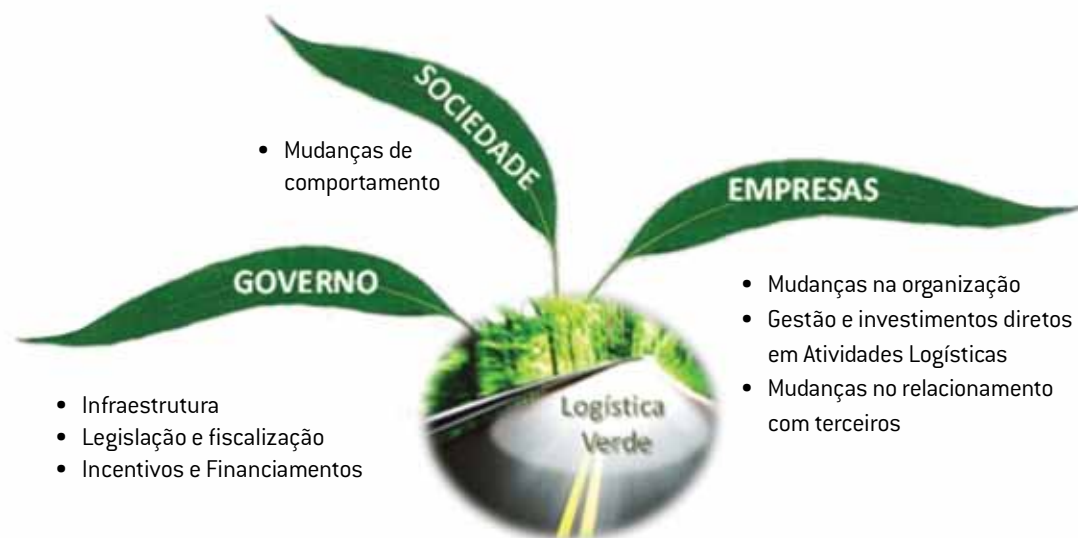 SOCIEDADE
• Mudanças de
comportamento
EMPRESAS
• Mudanças na organização
• Gestão e investimentos diretos
em Atividades Logísticas
• Mudanças no relacionamento
com terceiros
GOVERNO
• Infraestrutura
• Legislação e fiscalização
• Incentivos e Financiamentos
Logística
Verde